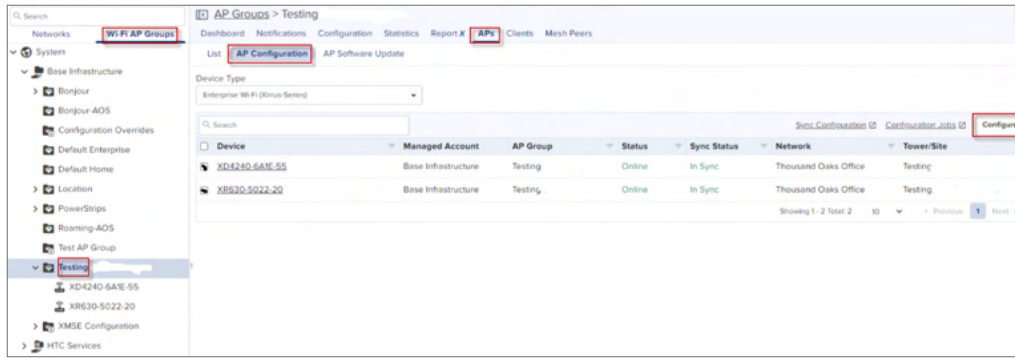 Search
AP Groups > Testing
Networks Wi-Fi AP Groups
Dashboard Notifications Configuration Statistics Report X APs Clients Mesh Peers
System
List AP Configuration AP Software Update
Base Infrastructure
Device Type
Bonjour
Enterprise Wi-Fi (Xirrus Series)
Bonjour-AOS
Search Sync Configuration Configuration Jobs Configure
Configuration Overrides
Default Enterprise
Device Managed Account AP Group Status Sync Status Network Tower/Site
Default Home
XD4240-6A1E-55 Base Infrastructure Testing Online In Sync Thousand Oaks Office Testing
Location
XR630-5022-20 Base Infrastructure Testing Online In Sync Thousand Oaks Office Testing
PowerStrips
Showing 1 - 2 Total: 2 10 < Previous 1 Next
Roaming-AOS
Test AP Group
Testing
XD4240-6A1E-55
XR630-5022-20
XMSE Configuration
HTC Services